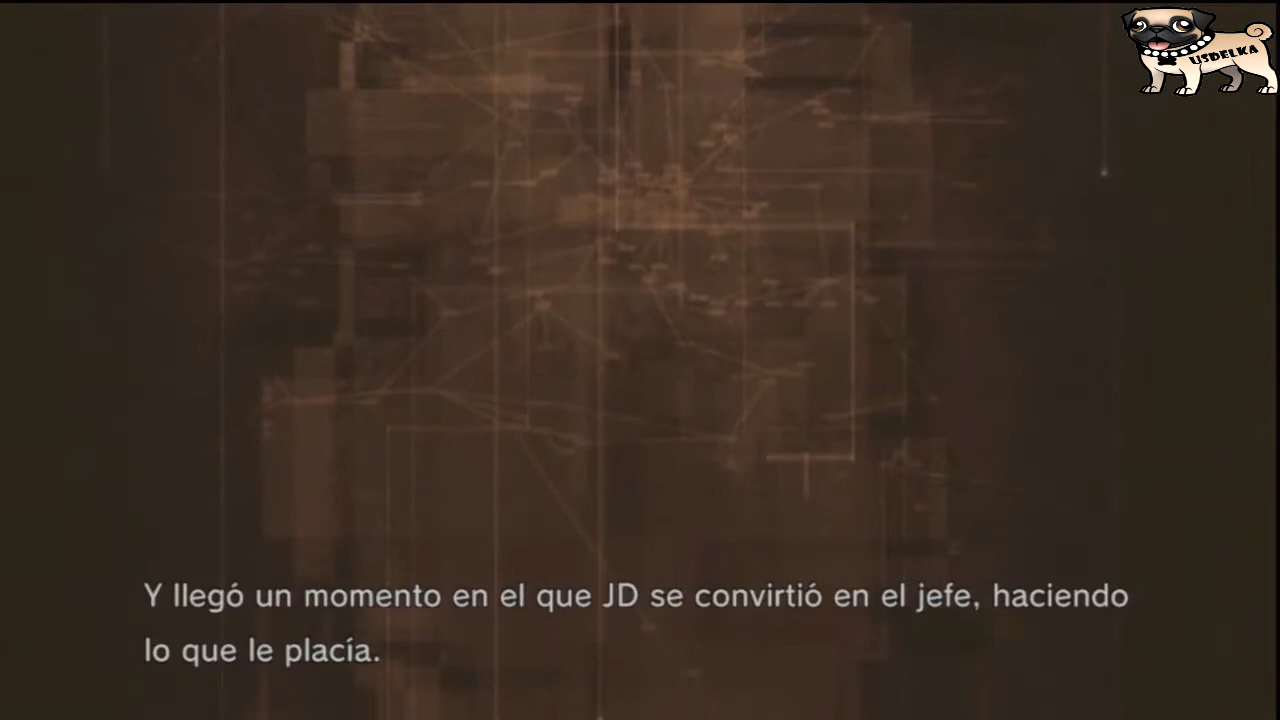 USDELKA
Y llegó un momento en el que JD se convirtió en el jefe, haciendo
lo que le placía.